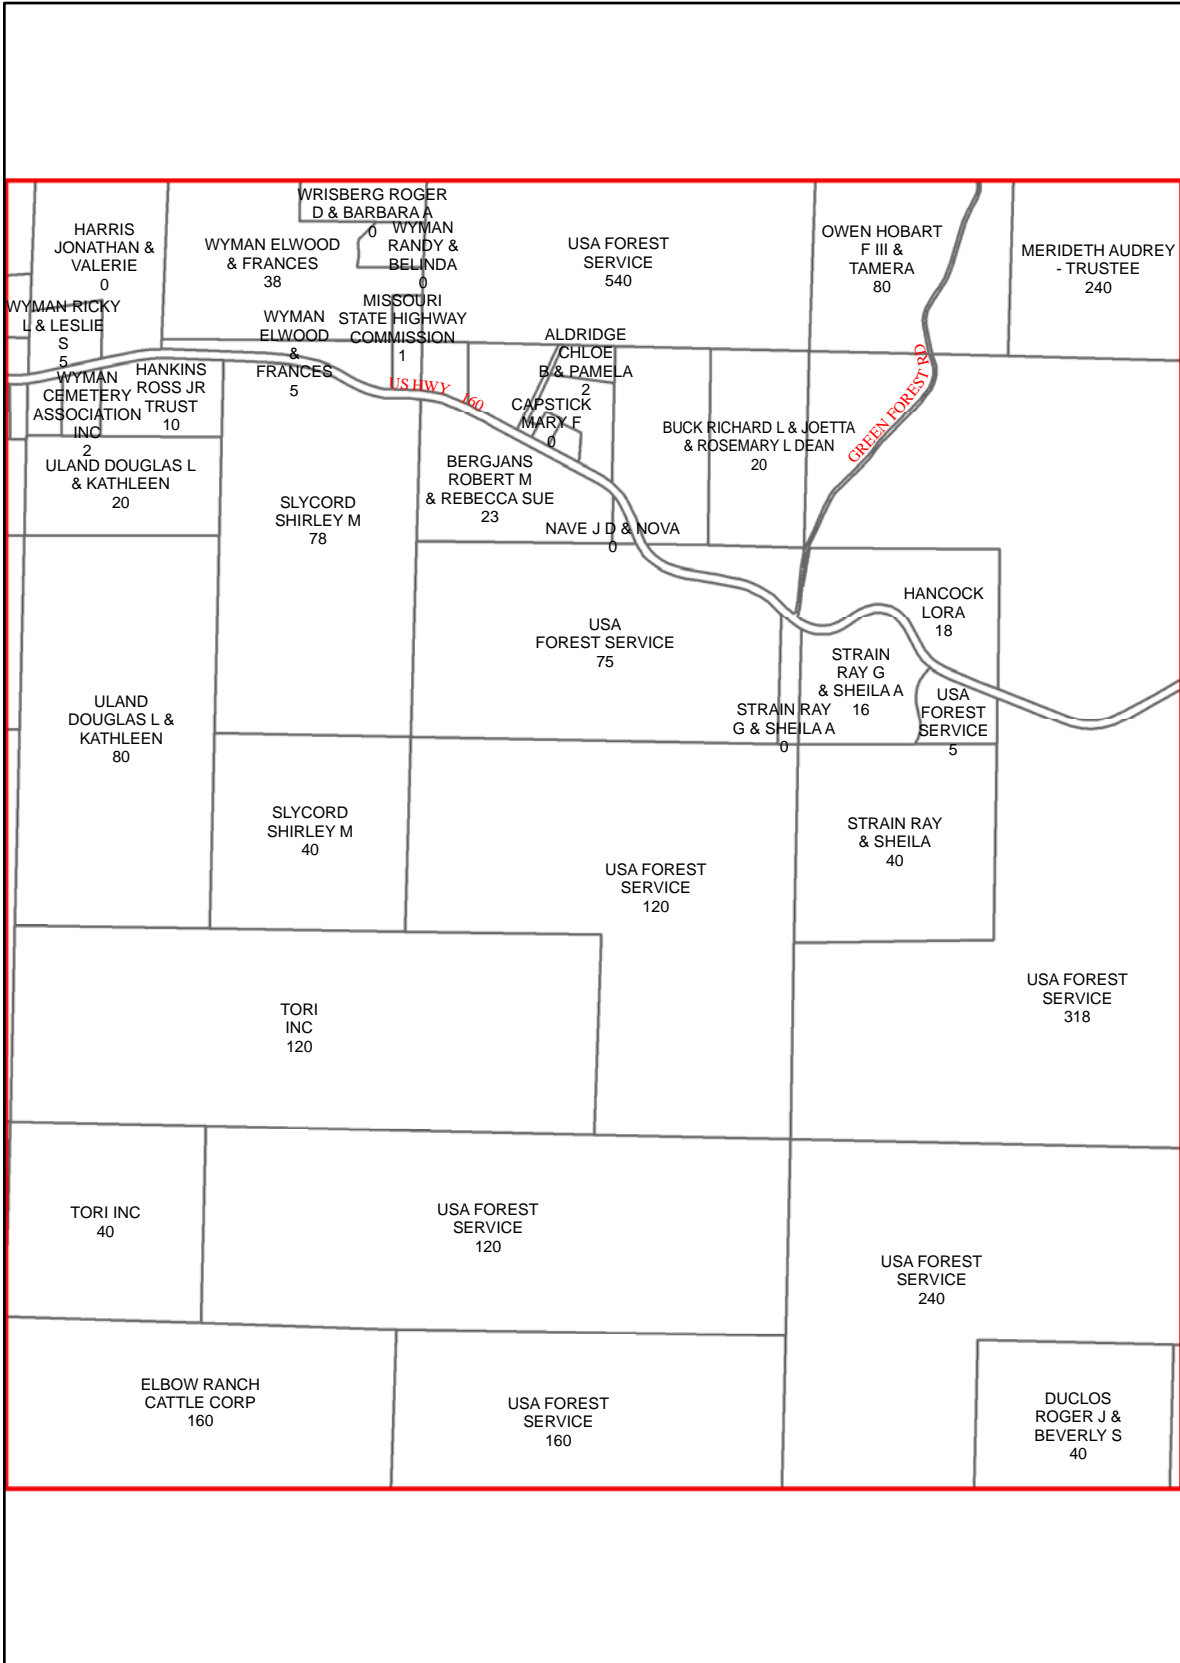 WRISBERG ROGER
D & BARBARA A
0
HARRIS
JONATHAN &
VALERIE
0
WYMAN ELWOOD
& FRANCES
38
WYMAN
RANDY &
BELINDA
0
USA FOREST
SERVICE
540
OWEN HOBART
F III &
TAMERA
80
MERIDETH AUDREY
- TRUSTEE
240
WYMAN RICKY
L & LESLIE
S
5
WYMAN
ELWOOD
&
FRANCES
5
MISSOURI
STATE HIGHWAY
COMMISSION
1
ALDRIDGE
CHLOE
B & PAMELA
2
WYMAN
CEMETERY
ASSOCIATION
INC
2
HANKINS
ROSS JR
TRUST
10
US HWY 160
CAPSTICK
MARY F
0
BUCK RICHARD L & JOETTA
& ROSEMARY L DEAN
20
GREEN FOREST RD
ULAND DOUGLAS L
& KATHLEEN
20
SLYCORD
SHIRLEY M
78
BERGJANS
ROBERT M
& REBECCA SUE
23
NAVE J D & NOVA
0
USA
FOREST SERVICE
75
HANCOCK
LORA
18
STRAIN
RAY G
& SHEILA A
16
STRAIN RAY
G & SHEILA A
0
USA
FOREST
SERVICE
5
ULAND
DOUGLAS L &
KATHLEEN
80
SLYCORD
SHIRLEY M
40
USA FOREST
SERVICE
120
STRAIN RAY
& SHEILA
40
TORI
INC
120
USA FOREST
SERVICE
318
TORI INC
40
USA FOREST
SERVICE
120
USA FOREST
SERVICE
240
ELBOW RANCH
CATTLE CORP
160
USA FOREST
SERVICE
160
DUCLOS
ROGER J &
BEVERLY S
40